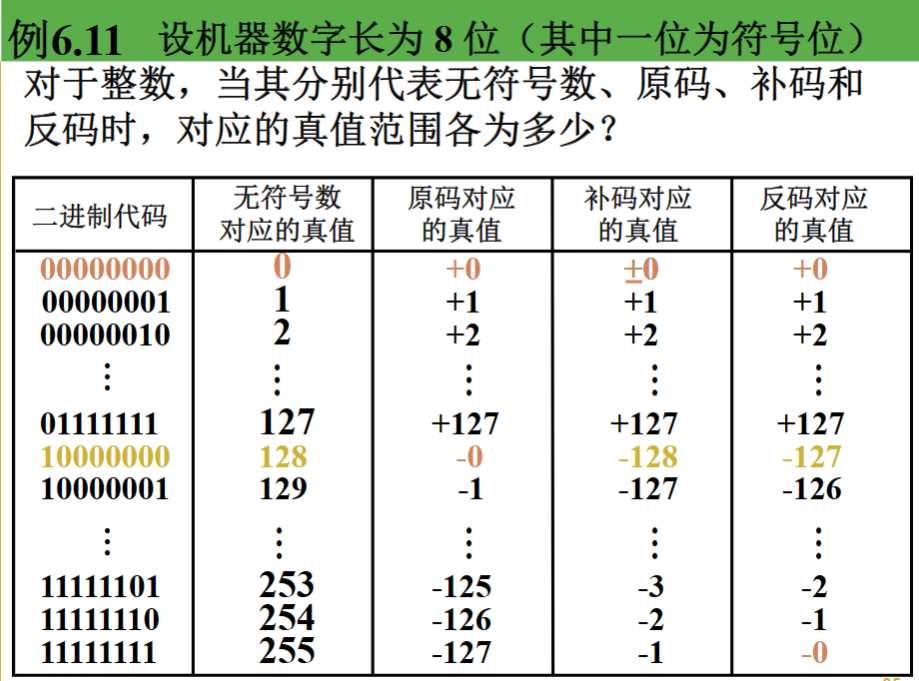 例6.11 设机器数字长为 8 位（其中一位为符号位）
对于整数，当其分别代表无符号数、原码、补码和
反码时，对应的真值范围各为多少？
二进制代码 无符号数对应的真值 原码对应的真值 补码对应的真值 反码对应的真值
00000000 0 +0 ±0 +0
00000001 1 +1 +1 +1
00000010 2 +2 +2 +2
⋮ ⋮ ⋮ ⋮ ⋮
01111111 127 +127 +127 +127
10000000 128 -0 -128 -127
10000001 129 -1 -127 -126
⋮ ⋮ ⋮ ⋮ ⋮
11111101 253 -125 -3 -2
11111110 254 -126 -2 -1
11111111 255 -127 -1 -0